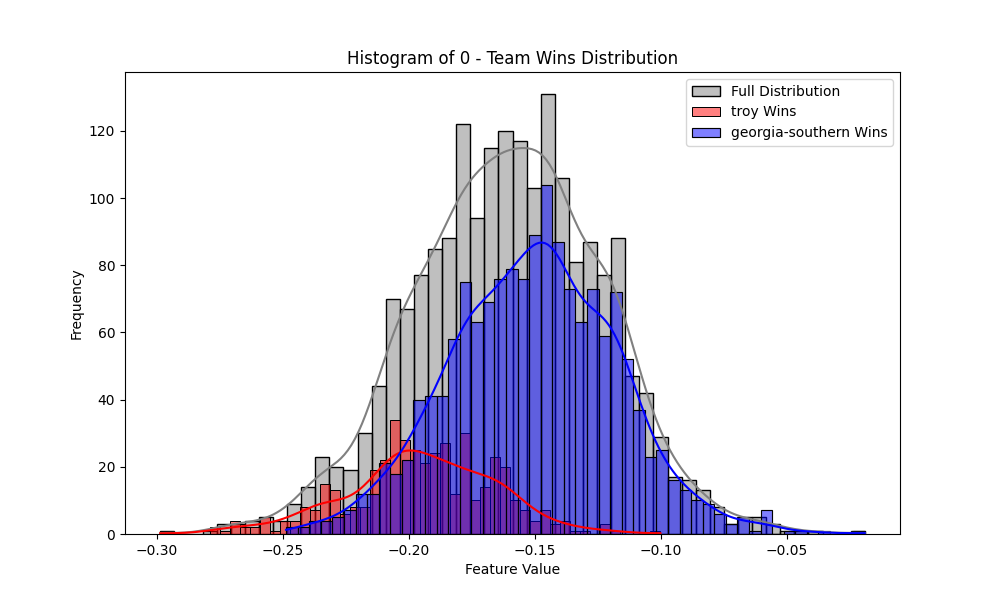 Histogram of 0 - Team Wins Distribution
Full Distribution
troy Wins
georgia-southern Wins
Frequency
120
100
80
60
40
20
0
−0.30 −0.25 −0.20 −0.15 −0.10 −0.05
Feature Value